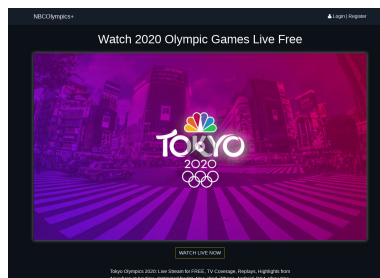 NBCOlympics+
Login | Register
Watch 2020 Olympic Games Live Free
TOKYO
2020
WATCH LIVE NOW
Tokyo Olympics 2020: Live Stream for FREE, TV Coverage, Replays, Highlights from